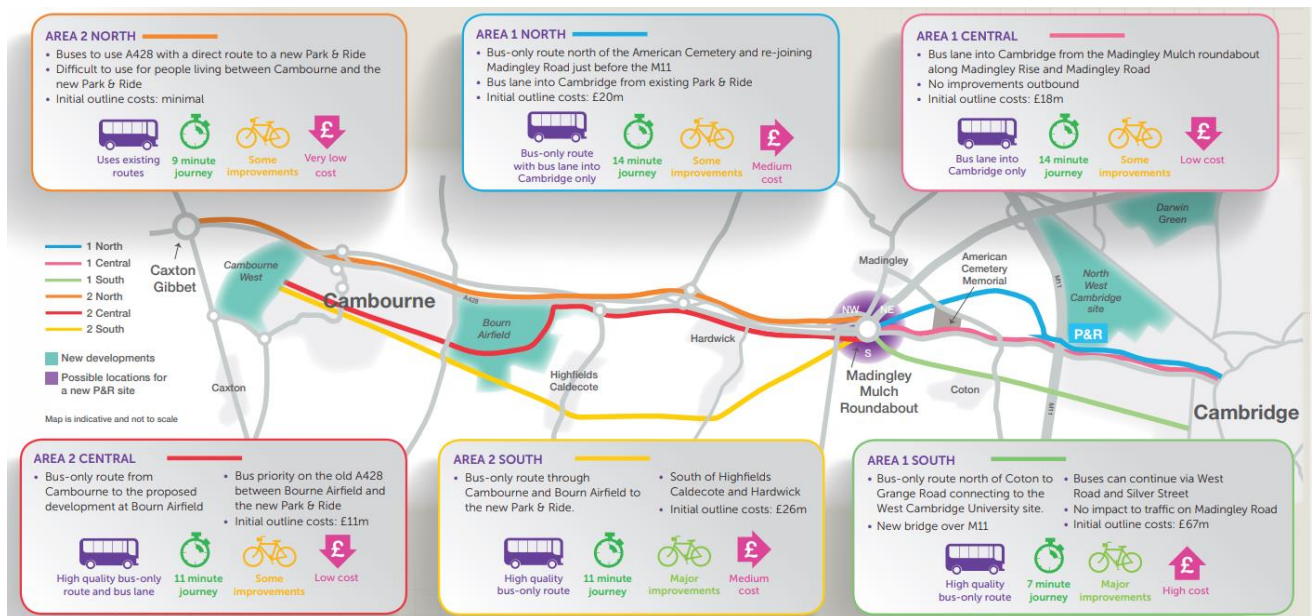 AREA 2 NORTH
• Buses to use A428 with a direct route to a new Park & Ride
• Difficult to use for people living between Cambourne and the
new Park & Ride
• Initial outline costs: minimal
Uses existing
routes
9 minute
journey
Some
improvements
£
Very low
cost
AREA 1 NORTH
• Bus-only route north of the American Cemetery and re-joining
Madingley Road just before the M11
• Bus lane into Cambridge from existing Park & Ride
• Initial outline costs: £20m
Bus-only route
with bus lane into
Cambridge only
14 minute
journey
Some
improvements
£
Medium
cost
AREA 1 CENTRAL
• Bus lane into Cambridge from the Madingley Mulch roundabout
along Madingley Rise and Madingley Road
• No improvements outbound
• Initial outline costs: £18m
Bus lane into
Cambridge only
14 minute
journey
Some
improvements
£
Low cost
1 North
1 Central
1 South
2 North
2 Central
2 South
New developments
Possible locations for
a new P&R site
Map is indicative and not to scale
Caxton
Gibbet
Cambourne
West
Cambourne
Caxton
A428
Bourn
Airfield
Highfields
Caldecote
Hardwick
Madingley
NW
NE
S
Madingley
Mulch
Roundabout
American
Cemetery
Memorial
Coton
M11
M11
P&R
North
West
Cambridge
site
Darwin
Green
Cambridge
AREA 2 CENTRAL
• Bus-only route from
Cambourne to the proposed
development at Bourn Airfield
• Bus priority on the old A428
between Bourne Airfield and
the new Park & Ride
• Initial outline costs: £11m
High quality bus-only
route and bus lane
11 minute
journey
Some
improvements
£
Low cost
AREA 2 SOUTH
• Bus-only route through
Cambourne and Bourn Airfield to
the new Park & Ride.
• South of Highfields
Caldecote and Hardwick
• Initial outline costs: £26m
High quality
bus-only route
11 minute
journey
Major
improvements
£
Medium
cost
AREA 1 SOUTH
• Bus-only route north of Coton to
Grange Road connecting to the
West Cambridge University site.
• New bridge over M11
• Buses can continue via West
Road and Silver Street
• No impact to traffic on Madingley Road
• Initial outline costs: £67m
High quality
bus-only route
7 minute
journey
Major
improvements
£
High cost